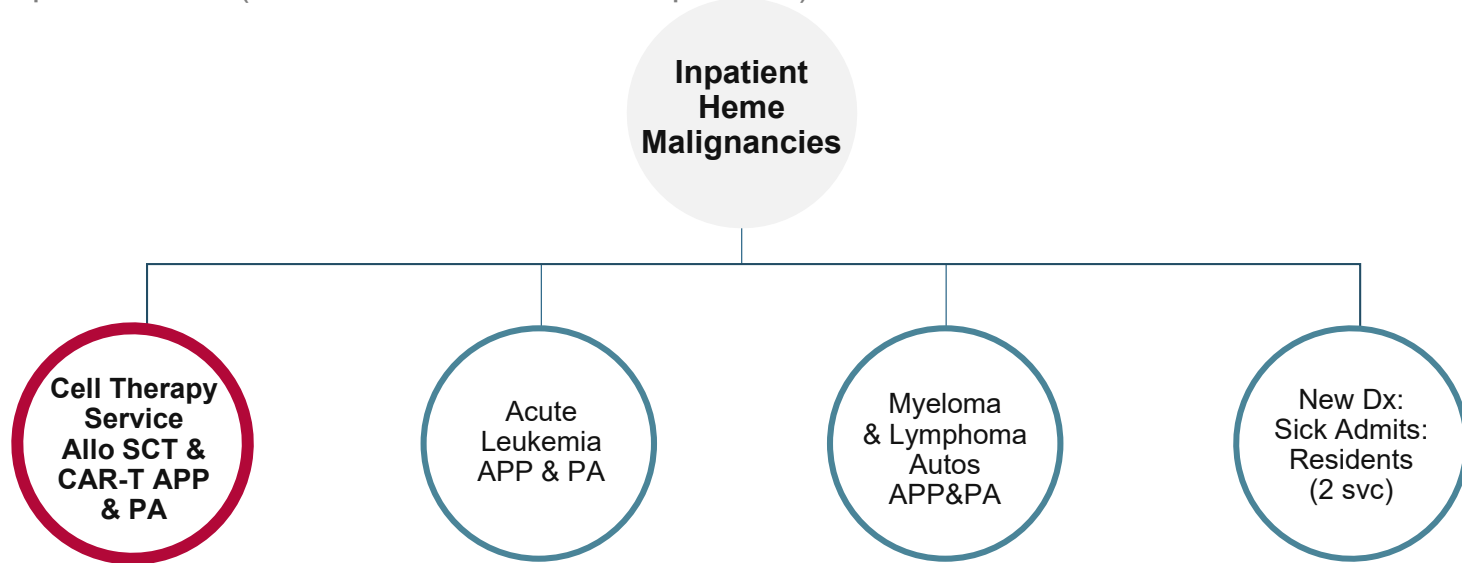 Inpatient
Heme
Malignancies
Cell Therapy
Service
Allo SCT &
CAR-T APP
& PA
Acute
Leukemia
APP & PA
Myeloma
& Lymphoma
Autos
APP&PA
New Dx:
Sick Admits:
Residents
(2 svc)